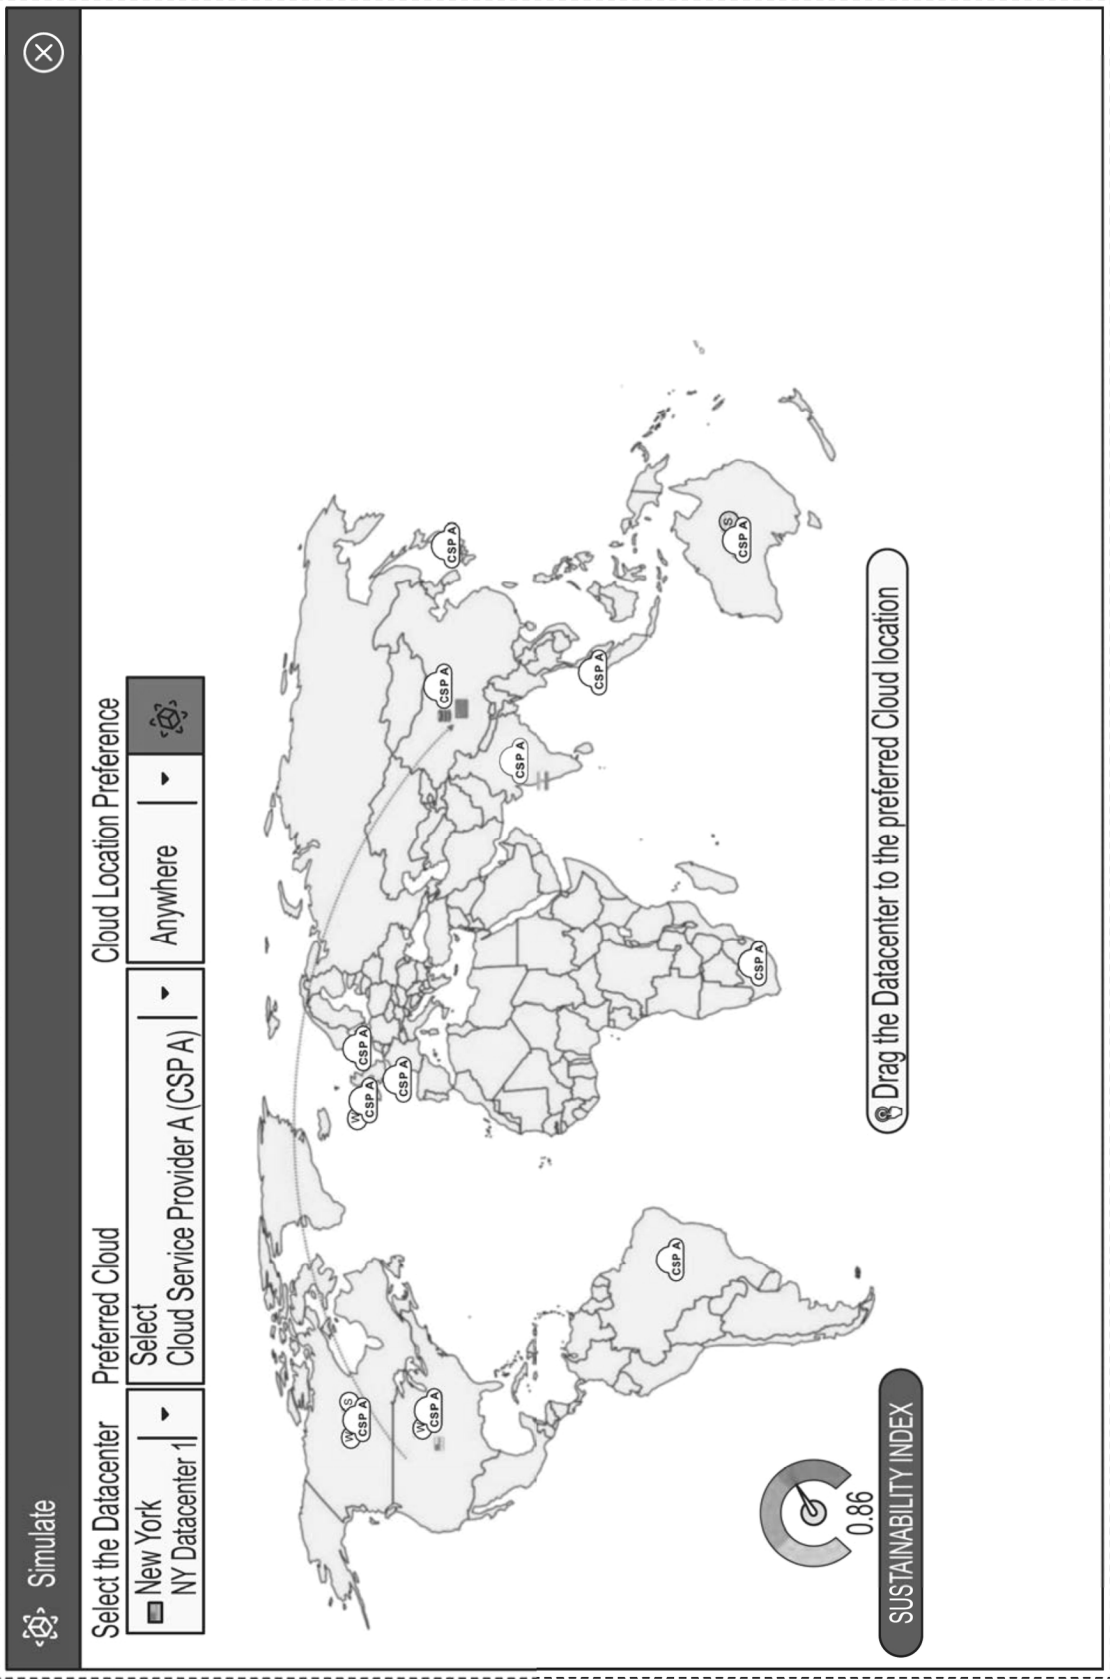 Simulate
Select the Datacenter
Preferred Cloud
Cloud Location Preference
New York
NY Datacenter 1
Select
Cloud Service Provider A (CSP A)
Anywhere
W
S
CSP A
W
CSP A
CSP A
W
CSP A
CSP A
CSP A
CSP A
CSP A
CSP A
CSP A
CSP A
S
CSP A
0.86
SUSTAINABILITY INDEX
Drag the Datacenter to the preferred Cloud location